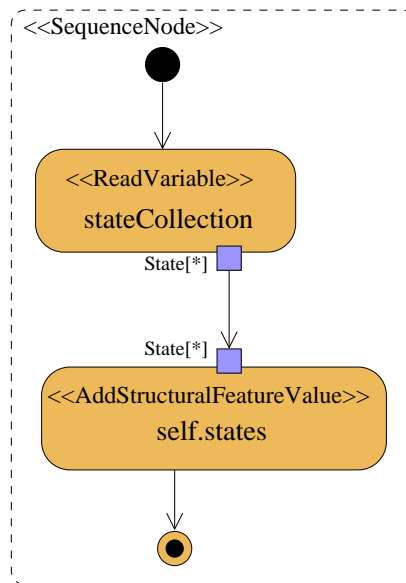 <<SequenceNode>>
<<ReadVariable>>
stateCollection
State[*]
State[*]
<<AddStructuralFeatureValue>>
self.states